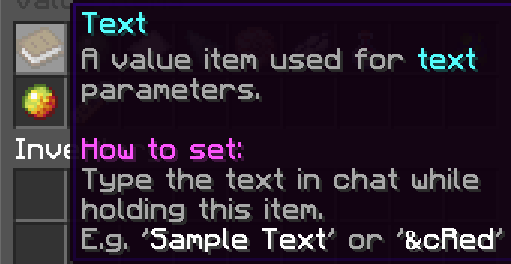 Text
A value item used for text
parameters.
Inve
How to set:
Type the text in chat while
holding this item.
E.g. 'Sample Text' or '&cRed'